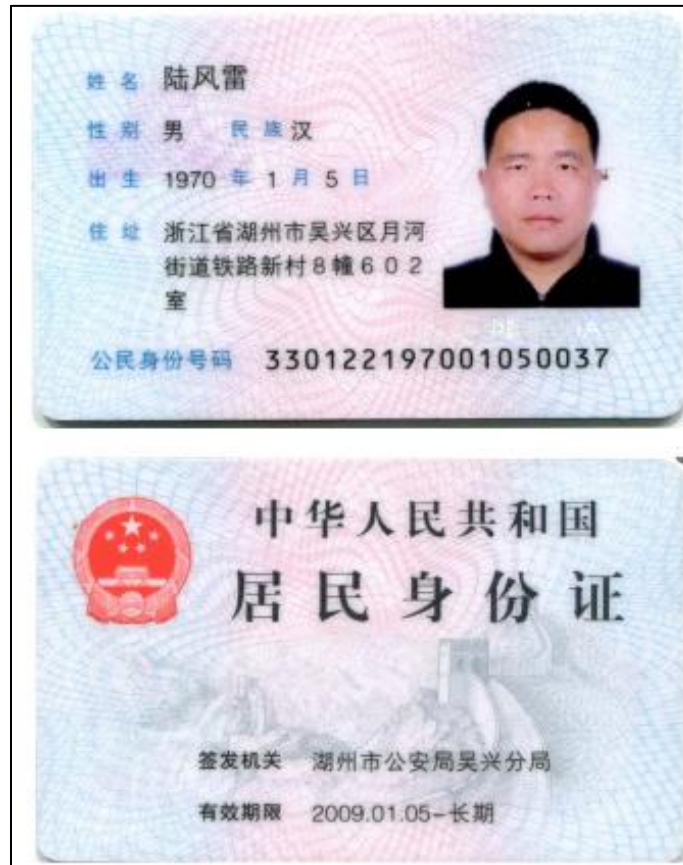 姓名 陆风雷
性别 男 民族 汉
出生 1970 年 1 月 5 日
住址 浙江省湖州市吴兴区月河
街道铁路新村8幢602
室
公民身份号码 330122197001050037
中华人民共和国
居民身份证
签发机关 湖州市公安局吴兴分局
有效期限 2009.01.05-长期